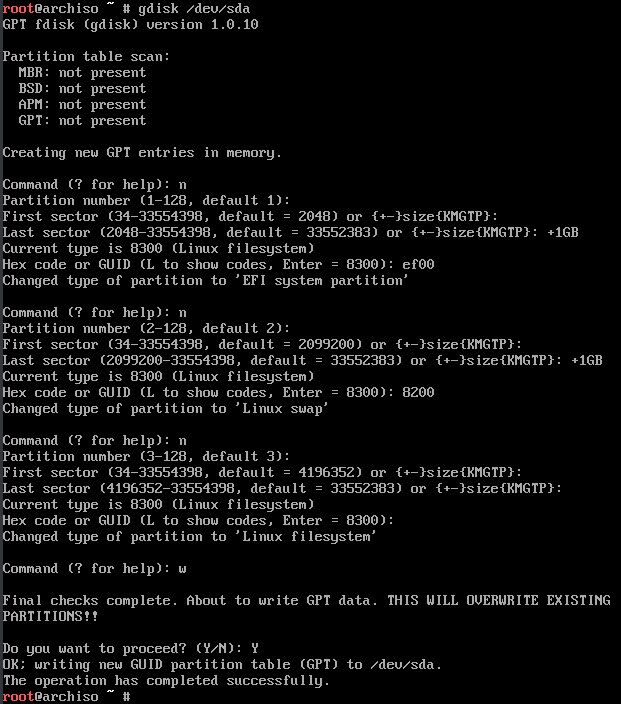 root@archiso ~ # gdisk /dev/sda
GPT fdisk (gdisk) version 1.0.10
Partition table scan:
  MBR: not present
  BSD: not present
  APM: not present
  GPT: not present
Creating new GPT entries in memory.
Command (? for help): n
Partition number (1-128, default 1):
First sector (34-33554398, default = 2048) or {+-}size{KMGTP}:
Last sector (2048-33554398, default = 33552383) or {+-}size{KMGTP}: +1GB
Current type is 8300 (Linux filesystem)
Hex code or GUID (L to show codes, Enter = 8300): ef00
Changed type of partition to 'EFI system partition'
Command (? for help): n
Partition number (2-128, default 2):
First sector (34-33554398, default = 2099200) or {+-}size{KMGTP}:
Last sector (2099200-33554398, default = 33552383) or {+-}size{KMGTP}: +1GB
Current type is 8300 (Linux filesystem)
Hex code or GUID (L to show codes, Enter = 8300): 8200
Changed type of partition to 'Linux swap'
Command (? for help): n
Partition number (3-128, default 3):
First sector (34-33554398, default = 4196352) or {+-}size{KMGTP}:
Last sector (4196352-33554398, default = 33552383) or {+-}size{KMGTP}:
Current type is 8300 (Linux filesystem)
Hex code or GUID (L to show codes, Enter = 8300):
Changed type of partition to 'Linux filesystem'
Command (? for help): w
Final checks complete. About to write GPT data. THIS WILL OVERWRITE EXISTING
PARTITIONS!!
Do you want to proceed? (Y/N): Y
OK; writing new GUID partition table (GPT) to /dev/sda.
The operation has completed successfully.
root@archiso ~ #